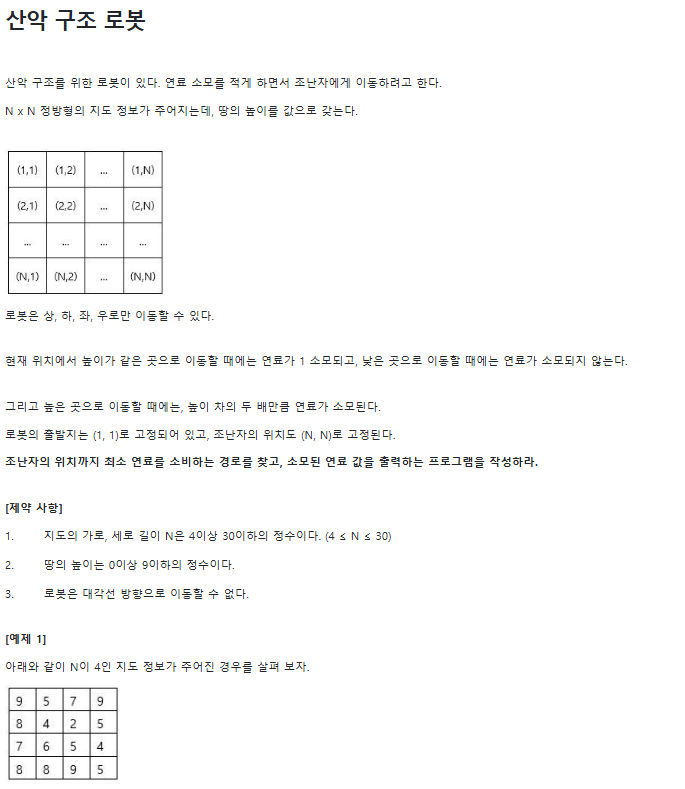 산악 구조 로봇
산악 구조를 위한 로봇이 있다. 연료 소모를 적게 하면서 조난자에게 이동하려고 한다.
N x N 정방형의 지도 정보가 주어지는데, 땅의 높이를 값으로 갖는다.
(1,1) (1,2) ... (1,N)
(2,1) (2,2) ... (2,N)
... ... ... ...
(N,1) (N,2) ... (N,N)
로봇은 상, 하, 좌, 우로만 이동할 수 있다.
현재 위치에서 높이가 같은 곳으로 이동할 때에는 연료가 1 소모되고, 낮은 곳으로 이동할 때에는 연료가 소모되지 않는다.
그리고 높은 곳으로 이동할 때에는, 높이 차의 두 배만큼 연료가 소모된다.
로봇의 출발지는 (1, 1)로 고정되어 있고, 조난자의 위치도 (N, N)로 고정된다.
조난자의 위치까지 최소 연료를 소비하는 경로를 찾고, 소모된 연료 값을 출력하는 프로그램을 작성하라.
[제약 사항]
1. 지도의 가로, 세로 길이 N은 4이상 30이하의 정수이다. (4 ≤ N ≤ 30)
2. 땅의 높이는 0이상 9이하의 정수이다.
3. 로봇은 대각선 방향으로 이동할 수 없다.
[예제 1]
아래와 같이 N이 4인 지도 정보가 주어진 경우를 살펴 보자.
9 5 7 9
8 4 2 5
7 6 5 4
8 8 9 5